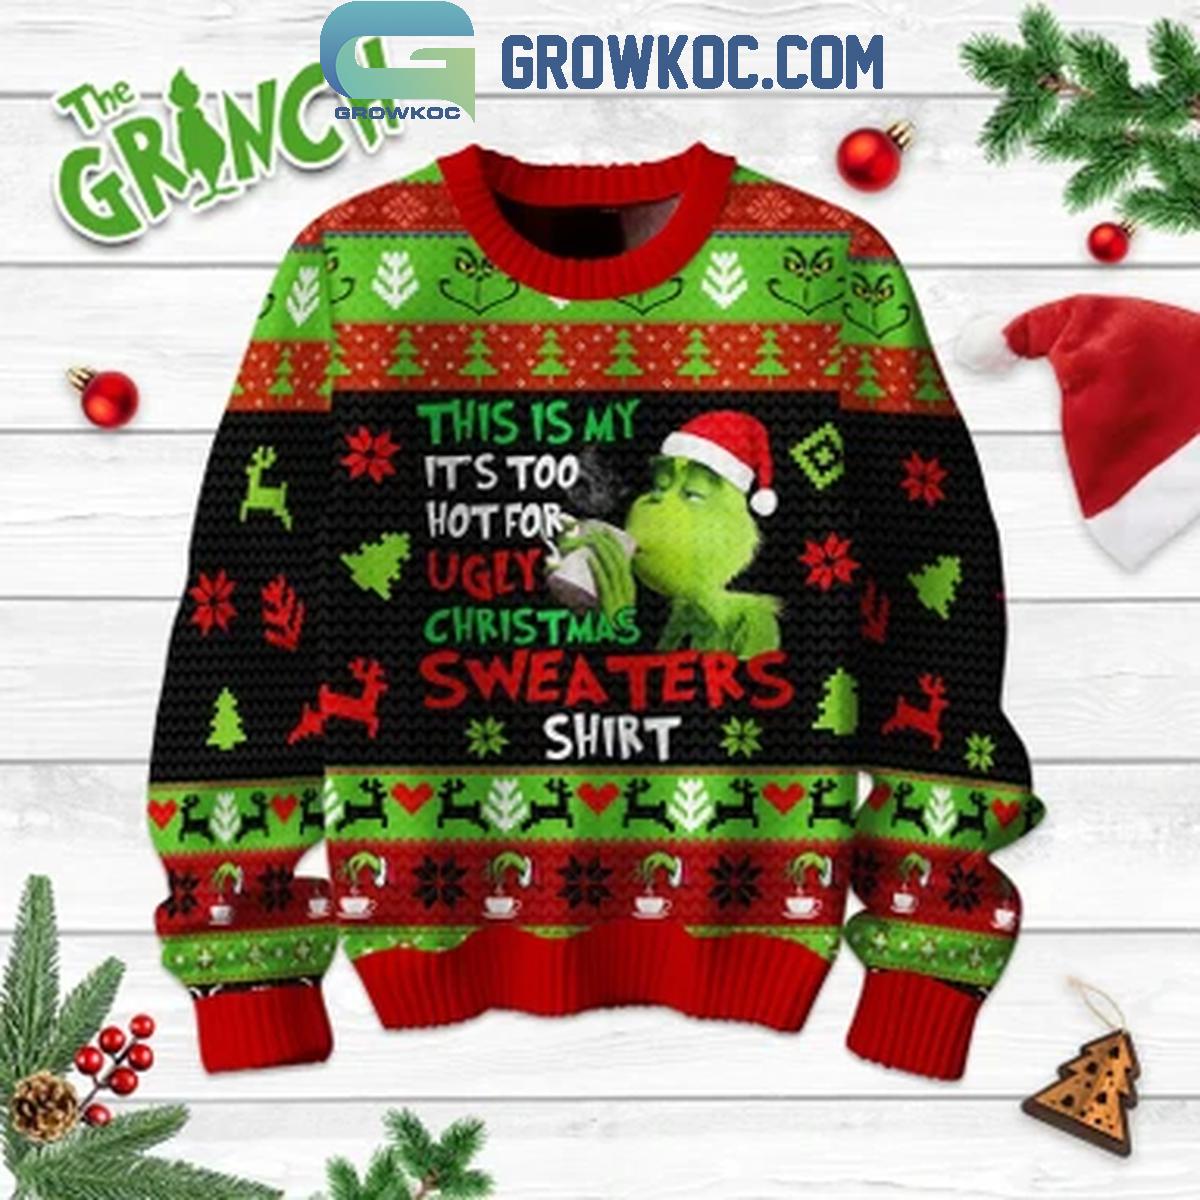 The
GRINCH
GROWKOC
GROWKOC.COM
THIS IS MY
IT'S TOO
HOT FOR
UGLY
CHRISTMAS
SWEATERS
SHIRT